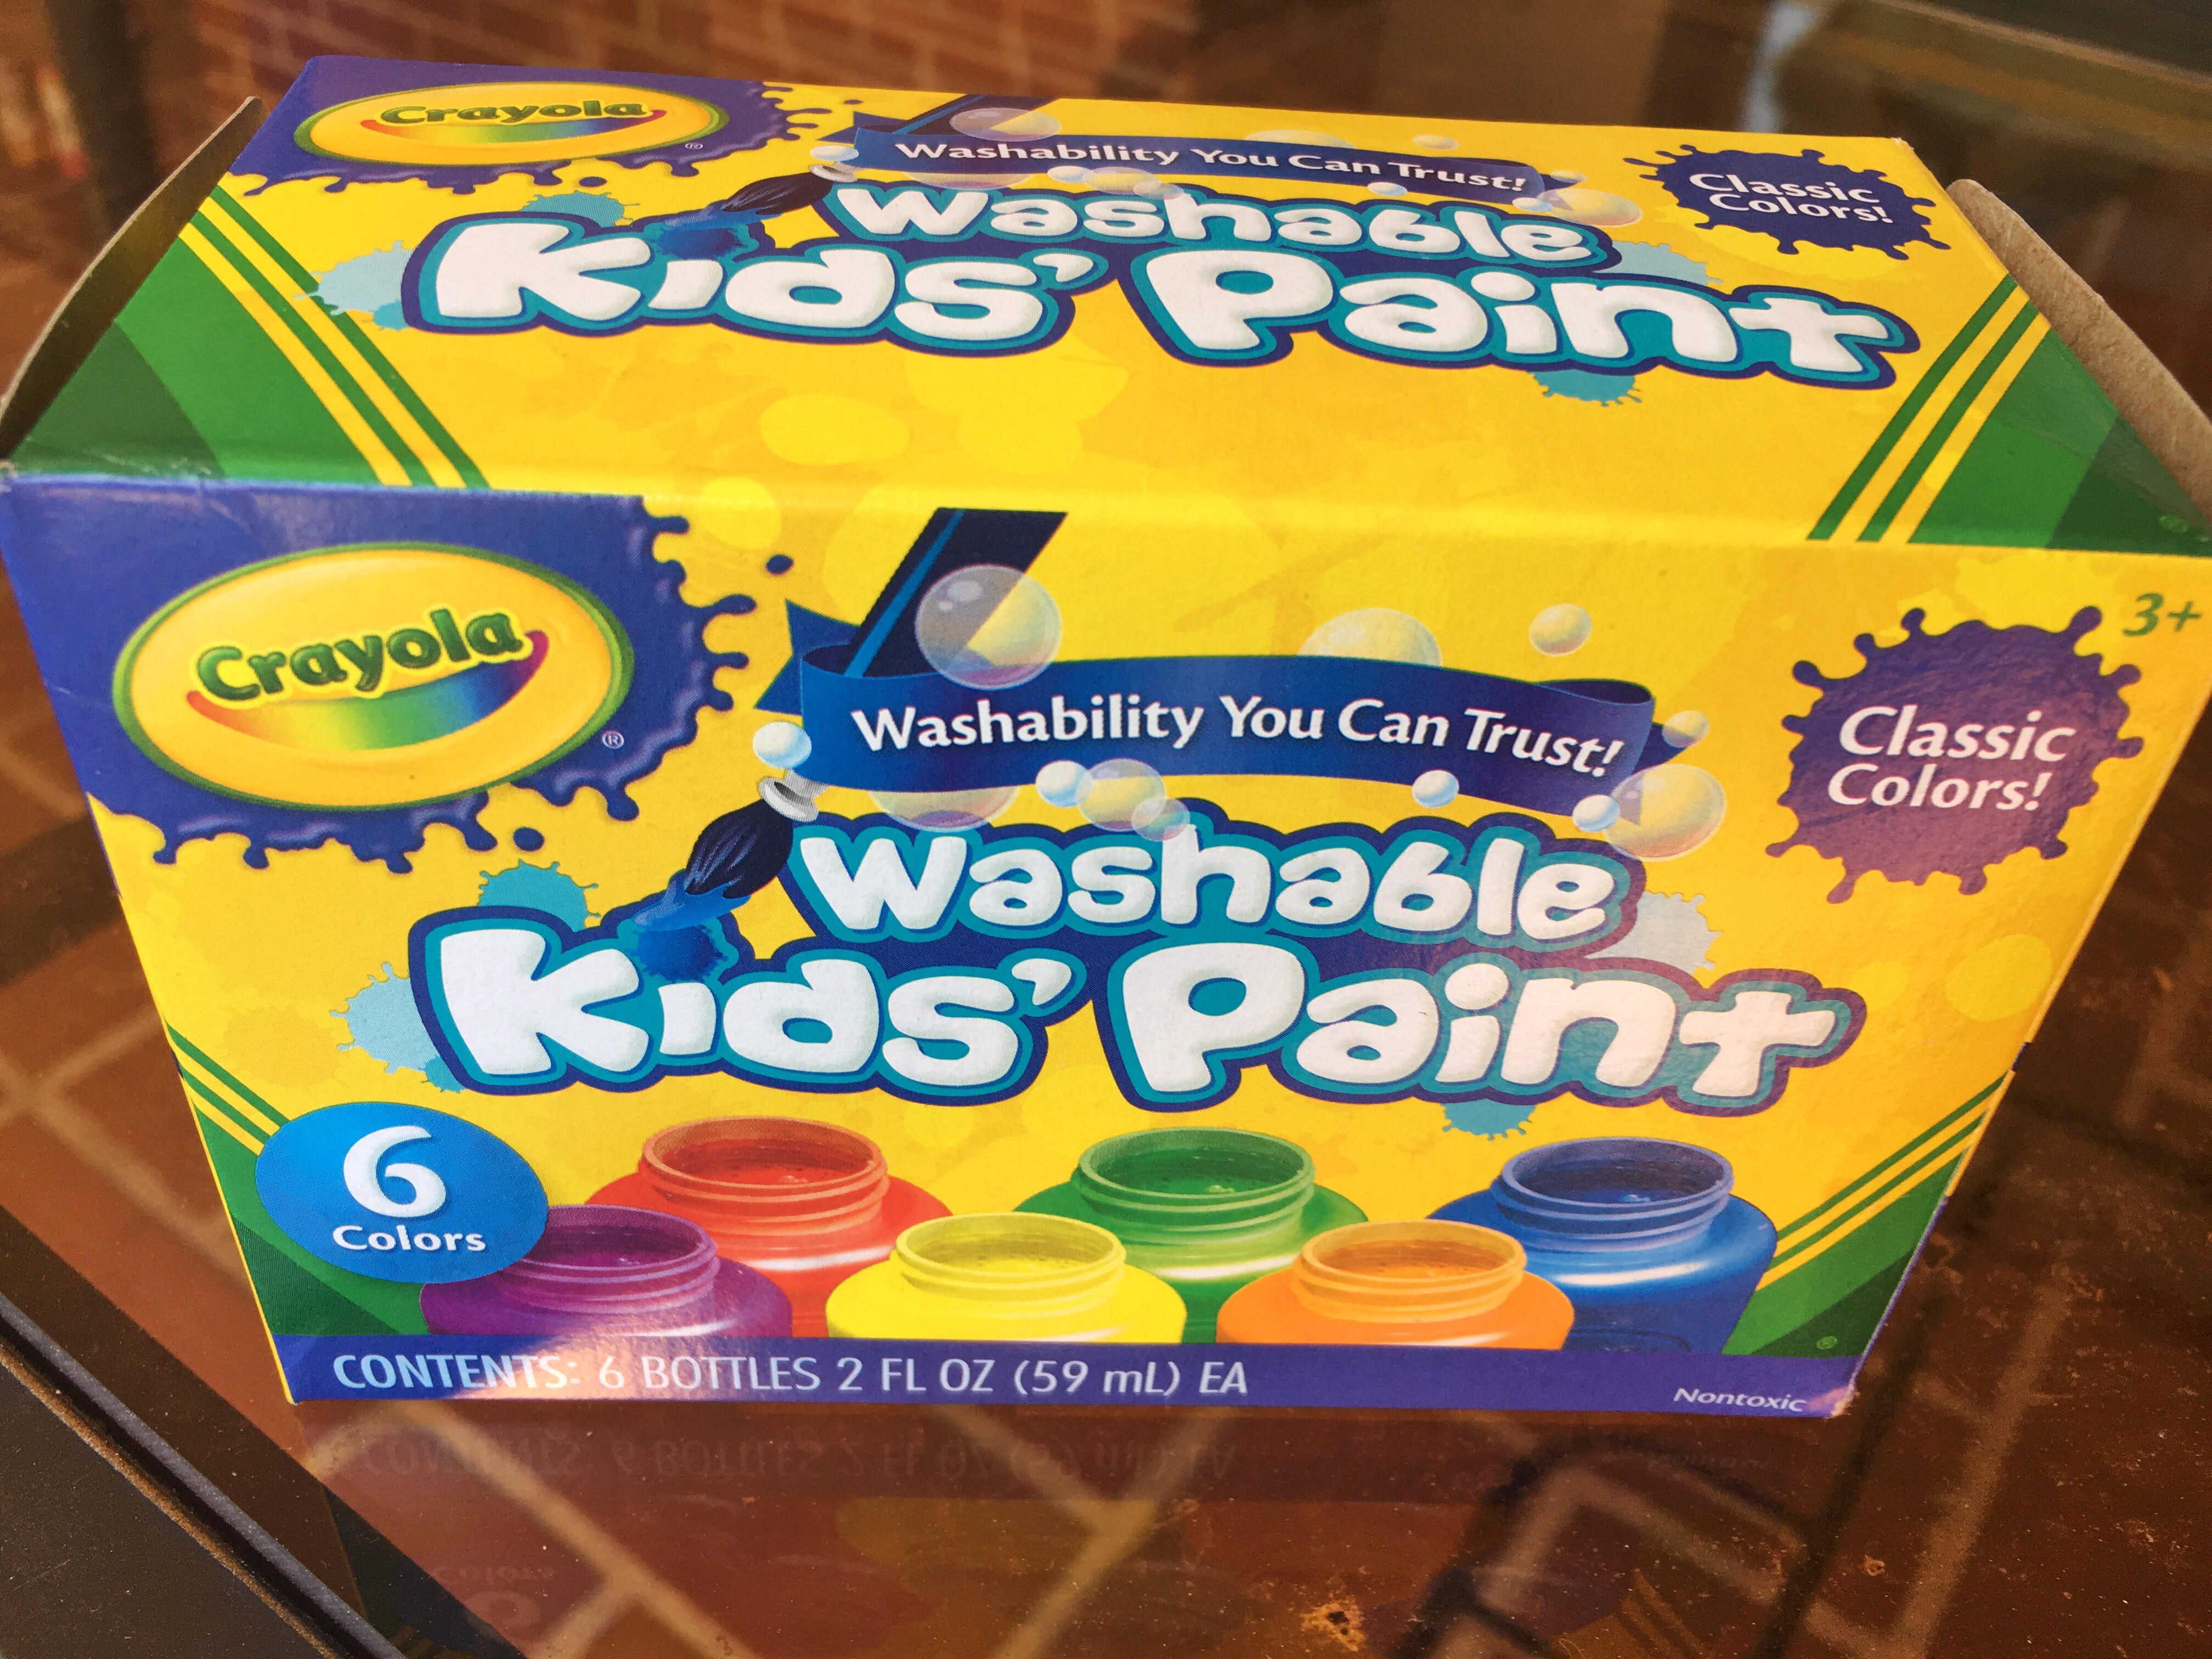 Crayola
®
Washability You Can Trust!
Classic
Colors!
Washable
Kids' Paint
Crayola
®
3+
Washability You Can Trust!
Classic
Colors!
Washable
Kids' Paint
6
Colors
CONTENTS: 6 BOTTLES 2 FL OZ (59 mL) EA
Nontoxic